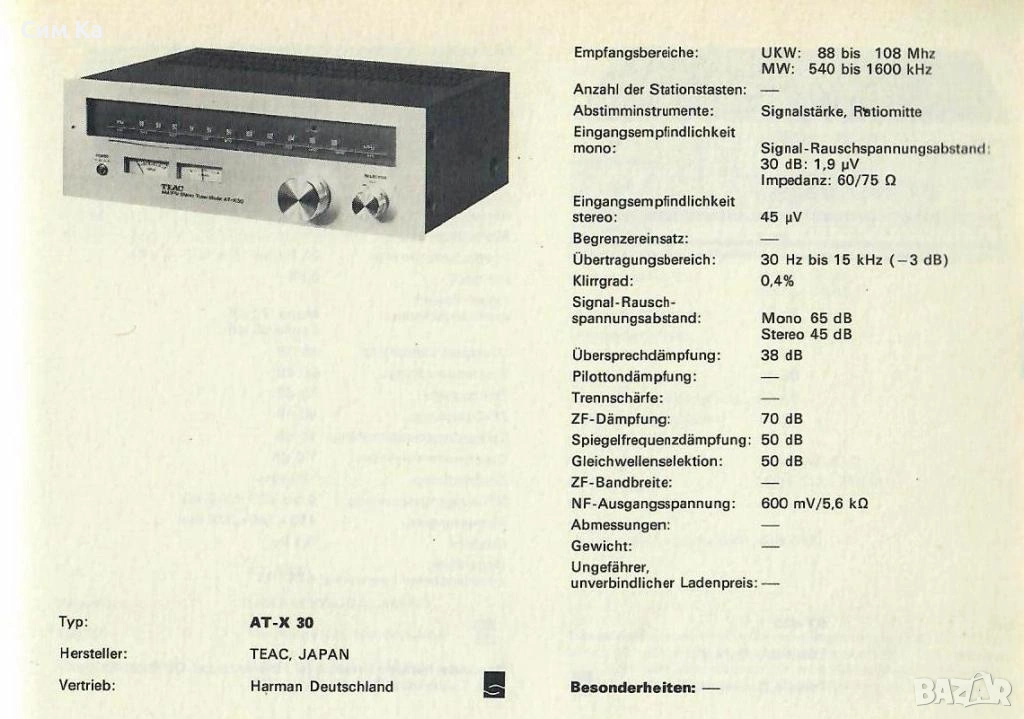 Гит Ка
Empfangsbereiche: UKW: 88 bis 108 Mhz
MW: 540 bis 1600 kHz
Anzahl der Stationstasten: —
Abstimminstrumente: Signalstärke, Ratiomitte
Eingangsempfindlichkeit
mono: Signal-Rauschspannungsabstand:
30 dB: 1,9 µV
Impedanz: 60/75 Ω
Eingangsempfindlichkeit
stereo: 45 µV
Begrenzereinsatz: —
Übertragungsbereich: 30 Hz bis 15 kHz (−3 dB)
Klirrgrad: 0,4%
Signal-Rausch-
spannungsabstand: Mono 65 dB
Stereo 45 dB
Übersprechdämpfung: 38 dB
Pilottondämpfung: —
Trennschärfe: —
ZF-Dämpfung: 70 dB
Spiegelfrequenzdämpfung: 50 dB
Gleichwellenselektion: 50 dB
ZF-Bandbreite: —
NF-Ausgangsspannung: 600 mV/5,6 kΩ
Abmessungen: —
Gewicht: —
Ungefährer,
unverbindlicher Ladenpreis: —
TEAC
Typ: AT-X 30
Hersteller: TEAC, JAPAN
Vertrieb: Harman Deutschland
Besonderheiten: —
BAZAR